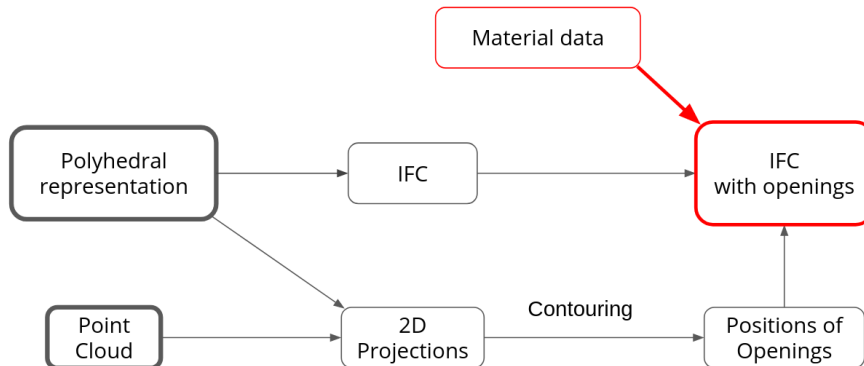 Material data
Polyhedral
representation
IFC
IFC
with openings
Contouring
Point
Cloud
2D
Projections
Positions of
Openings